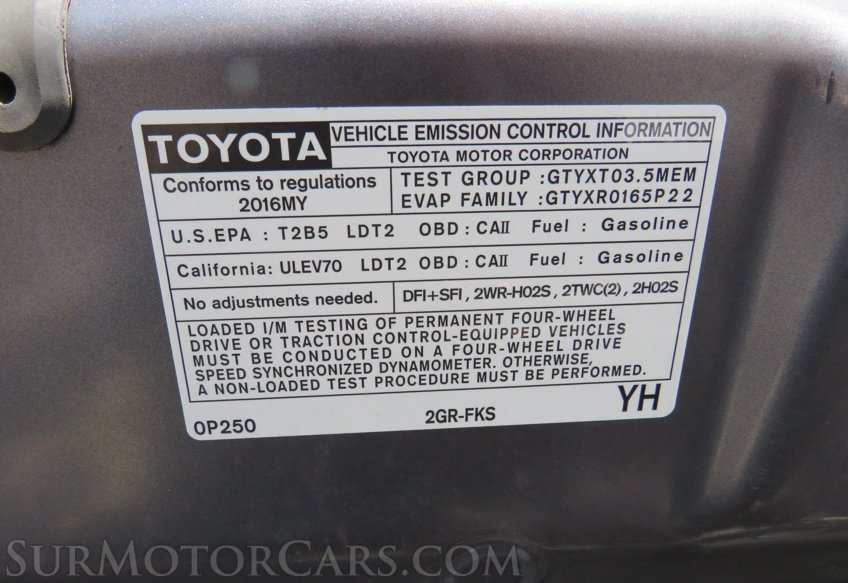 TOYOTA VEHICLE EMISSION CONTROL INFORMATION
TOYOTA MOTOR CORPORATION
Conforms to regulations
2016MY
TEST GROUP :GTYXT03.5MEM
EVAP FAMILY :GTYXR0165P22
U.S.EPA : T2B5 LDT2 OBD : CAII Fuel : Gasoline
California: ULEV70 LDT2 OBD : CAII Fuel : Gasoline
No adjustments needed.
DFI+SFI , 2WR-HO2S , 2TWC(2) , 2HO2S
LOADED I/M TESTING OF PERMANENT FOUR-WHEEL
DRIVE OR TRACTION CONTROL-EQUIPPED VEHICLES
MUST BE CONDUCTED ON A FOUR-WHEEL DRIVE
SPEED SYNCHRONIZED DYNAMOMETER. OTHERWISE,
A NON-LOADED TEST PROCEDURE MUST BE PERFORMED.
0P250 2GR-FKS YH
SurMotorCars.com